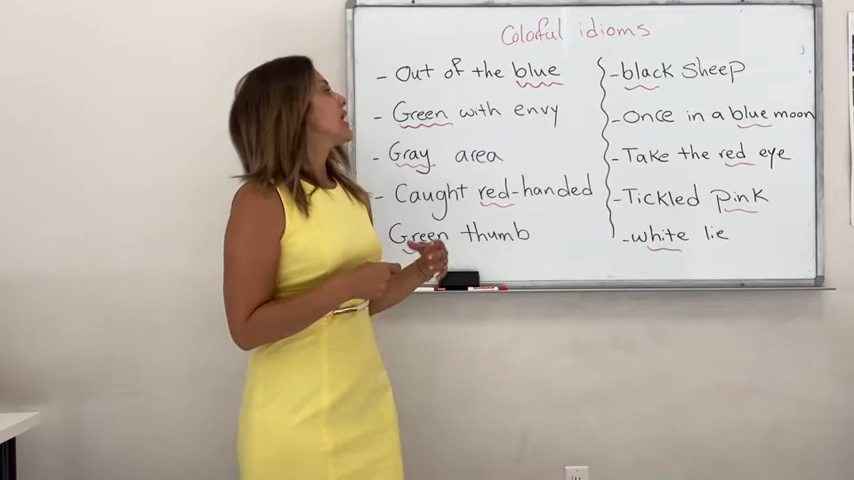 Colorful idioms
- Out of the blue
- Green with envy
- Gray area
- Caught red-handed
Green thumb
- black sheep
- Once in a blue moon
- Take the red eye
- Tickled pink
- white lie